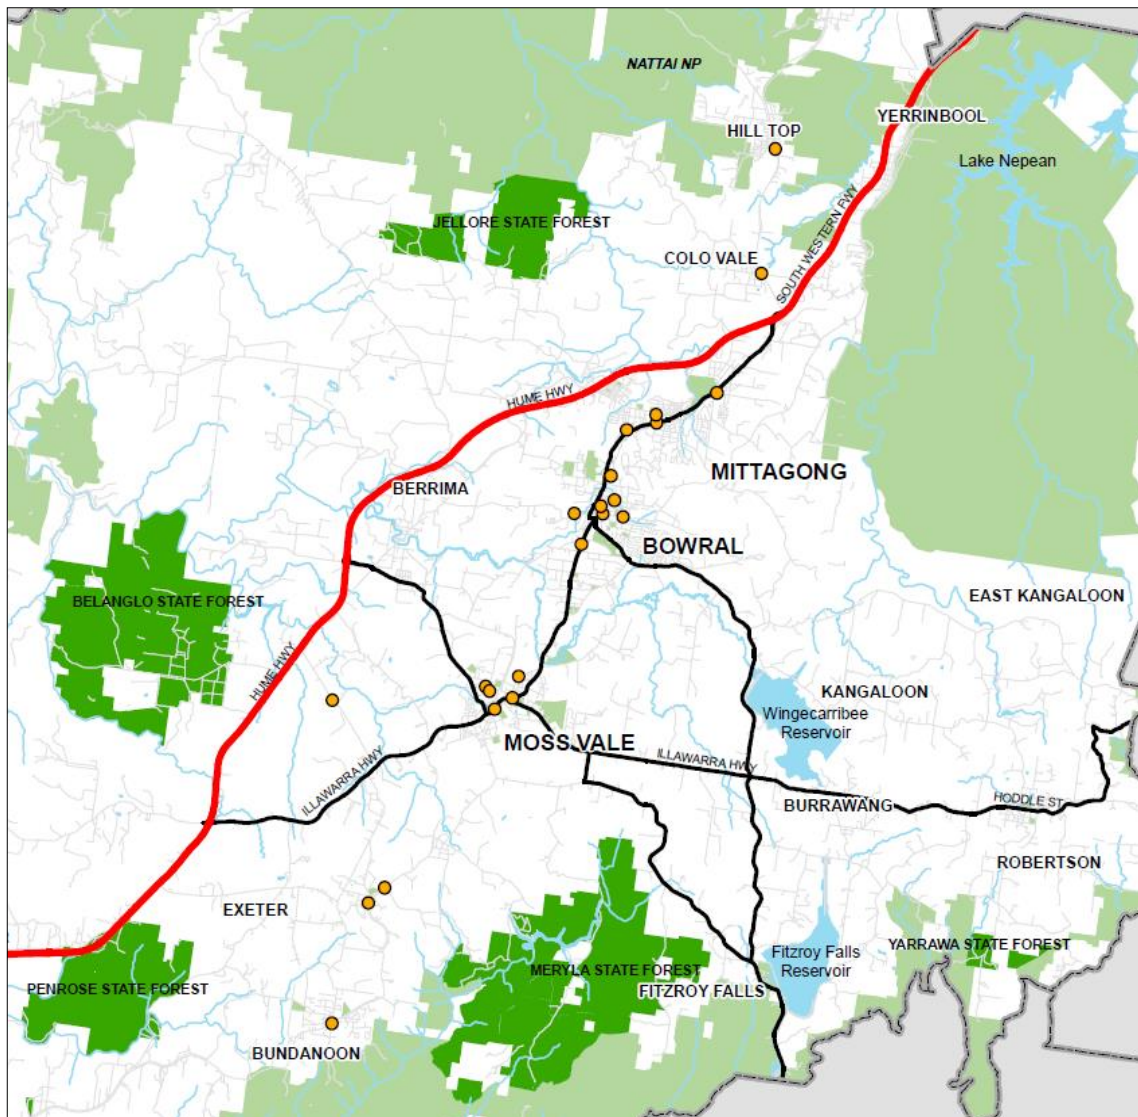 NATTAI NP
YERRINBOOL
HILL TOP
Lake Nepean
JELLORE STATE FOREST
SOUTH WESTERN FWY
COLO VALE
HUME HWY
MITTAGONG
BERRIMA
BOWRAL
EAST KANGALOON
BELANGLO STATE FOREST
HUME HWY
KANGALOON
Wingecarribee
Reservoir
MOSS VALE
ILLAWARRA HWY
ILLAWARRA HWY
BURRAWANG
HODDLE ST
ROBERTSON
EXETER
YARRAWA STATE FOREST
Fitzroy Falls
Reservoir
MERYLA STATE FOREST
PENROSE STATE FOREST
FITZROY FALLS
BUNDANOON